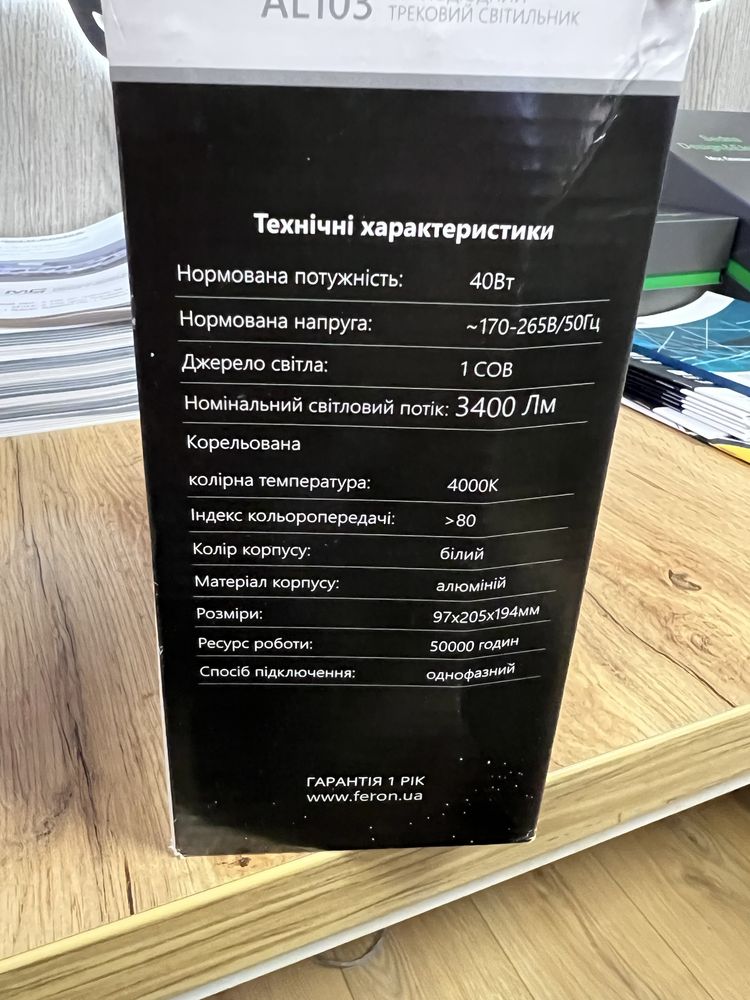 AL103
ТРЕКОВИЙ СВІТИЛЬНИК
Технічні характеристики
Нормована потужність: 40Вт
Нормована напруга: ~170-265В/50Гц
Джерело світла: 1 COB
Номінальний світловий потік: 3400 Лм
Корельована
колірна температура: 4000К
Індекс кольоропередачі: >80
Колір корпусу: білий
Матеріал корпусу: алюміній
Розміри: 97х205х194мм
Ресурс роботи: 50000 годин
Спосіб підключення: однофазний
ГАРАНТІЯ 1 РІК
www.feron.ua